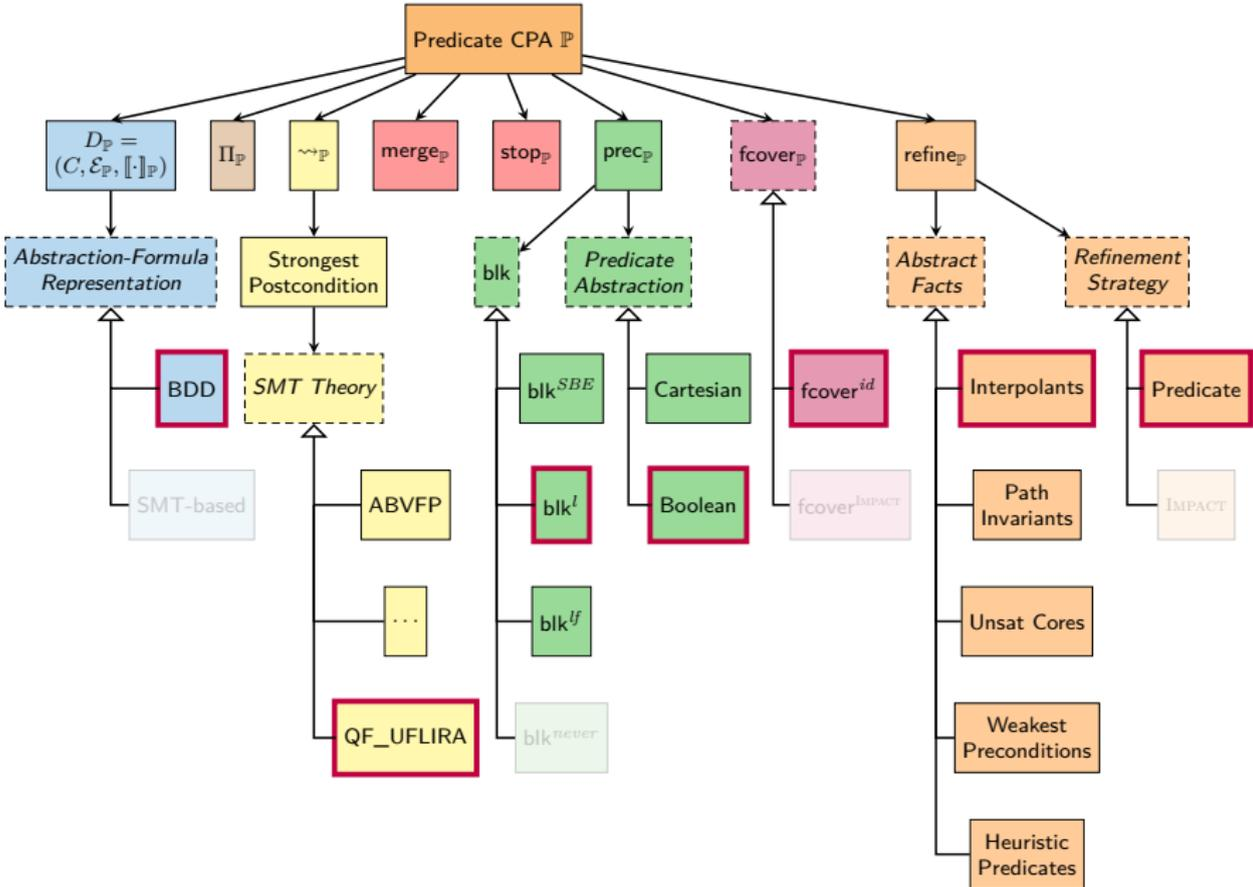 Predicate CPA ℙ
D_ℙ =
(C, ℰ_ℙ, ⟦·⟧_ℙ)
Π_ℙ
⇝_ℙ
merge_ℙ
stop_ℙ
prec_ℙ
fcover_ℙ
refine_ℙ
Abstraction-Formula
Representation
Strongest
Postcondition
blk
Predicate
Abstraction
Abstract
Facts
Refinement
Strategy
BDD
SMT Theory
blk^SBE
Cartesian
fcover^id
Interpolants
Predicate
SMT-based
ABVFP
blk^l
Boolean
fcover^IMPACT
Path
Invariants
IMPACT
...
blk^lf
Unsat Cores
QF_UFLIRA
blk^never
Weakest
Preconditions
Heuristic
Predicates